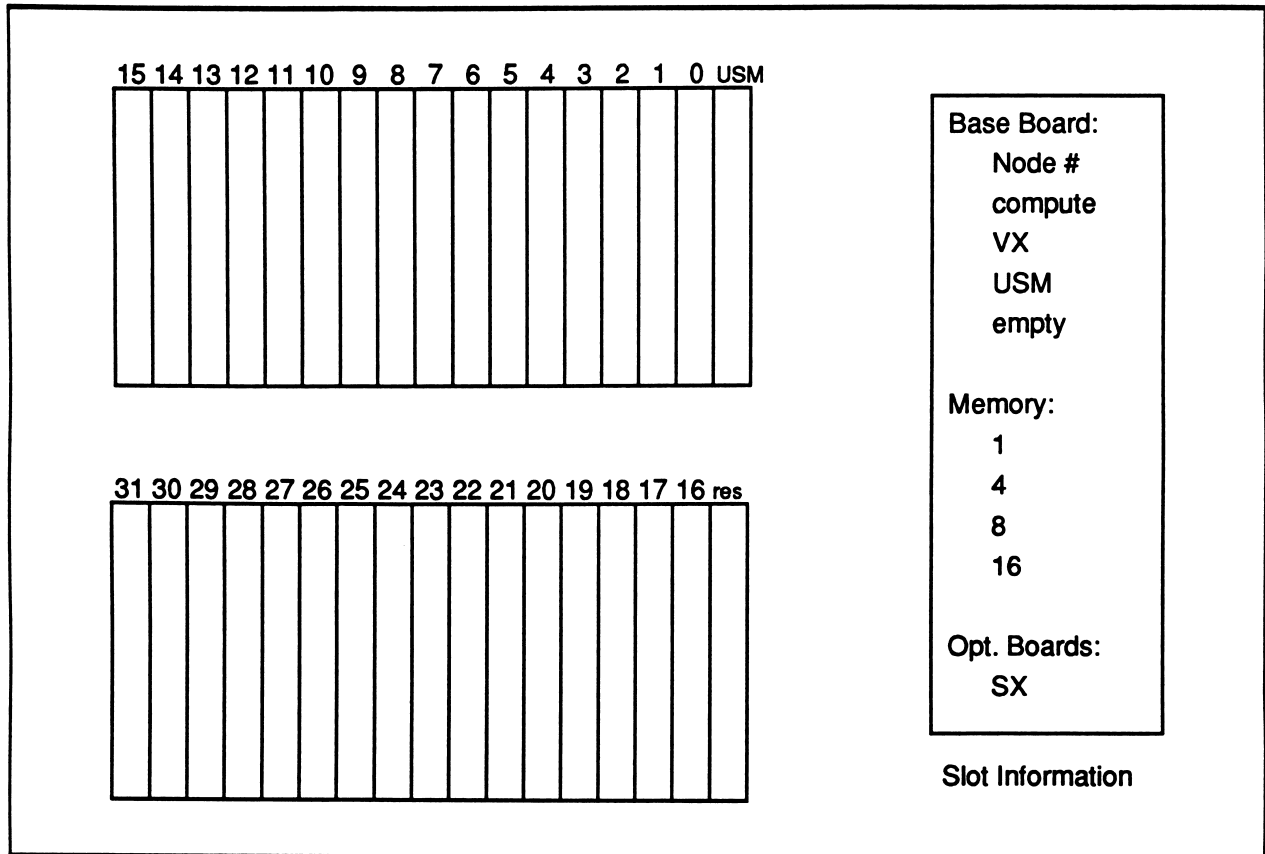 15 14 13 12 11 10 9 8 7 6 5 4 3 2 1 0 USM
31 30 29 28 27 26 25 24 23 22 21 20 19 18 17 16 res
Base Board:
Node #
compute
VX
USM
empty
Memory:
1
4
8
16
Opt. Boards:
SX
Slot Information